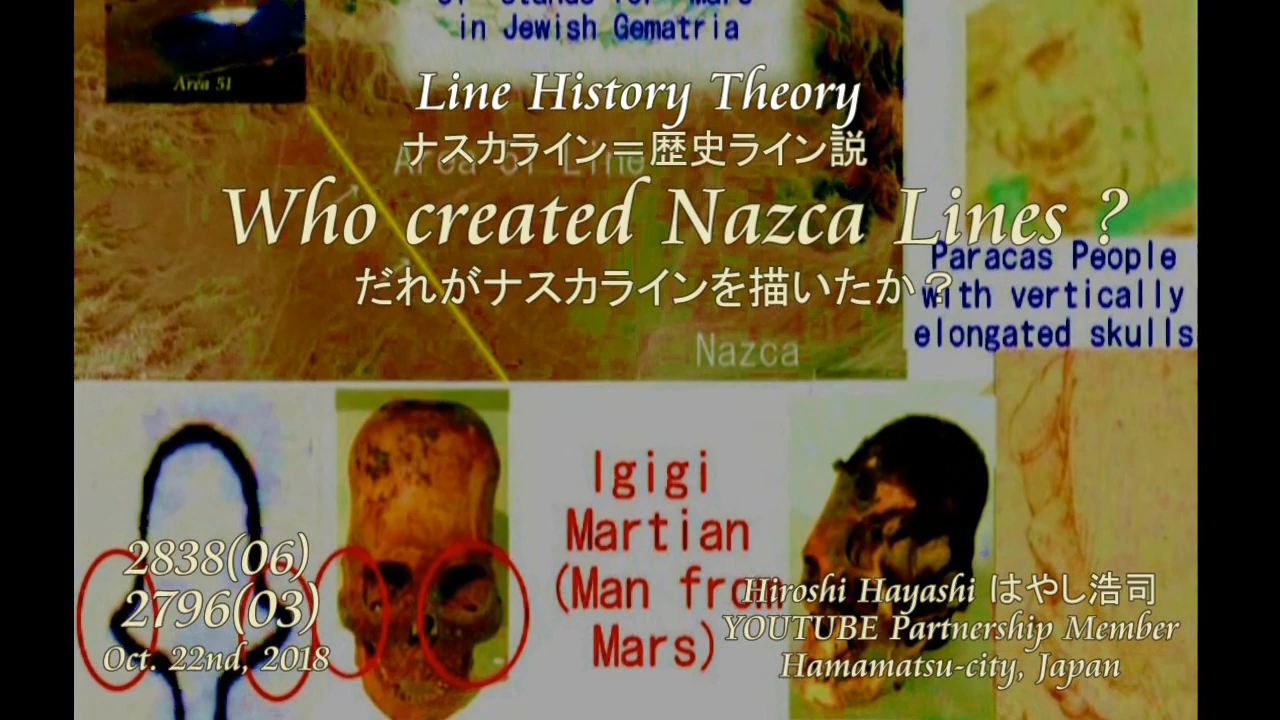 in Jewish Gematria
Area 51
Line History Theory
ナスカライン＝歴史ライン説
Area 51 Line
Who created Nazca Lines ?
だれがナスカラインを描いたか？
Paracas People
with vertically
elongated skulls
Nazca
Igigi
Martian
(Man from
Mars)
2838(06)
2796(03)
Oct. 22nd, 2018
Hiroshi Hayashi はやし浩司
YOUTUBE Partnership Member
Hamamatsu-city, Japan